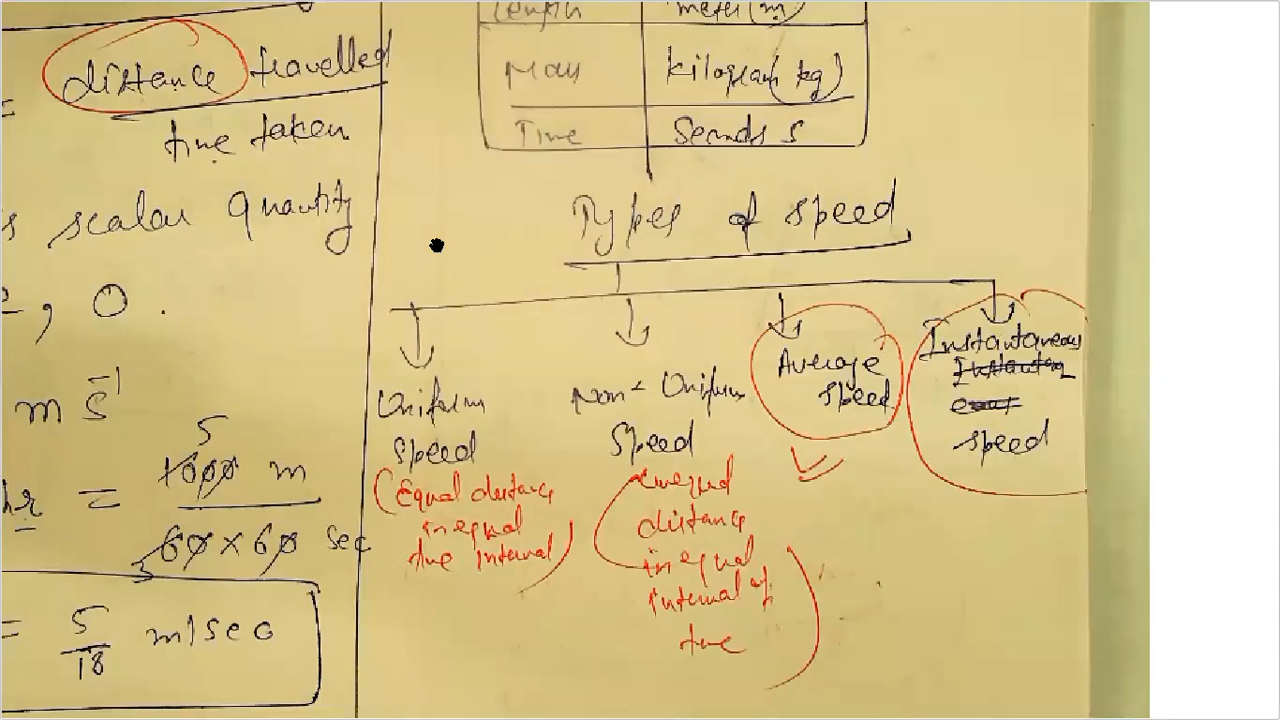 = distance travelled
time taken
s scalar quantity
, 0.
m s⁻¹
hr = 1000 m
5
60 × 60 sec
= 5/18 m/sec
Length meter (m)
Mass kilogram (kg)
Time Seconds s
Types of speed
Uniform
speed
(Equal distance
in equal
time interval)
Non-Uniform
Speed
(unequal
distance
in equal
interval of
time)
Average
speed
Instantaneous
speed